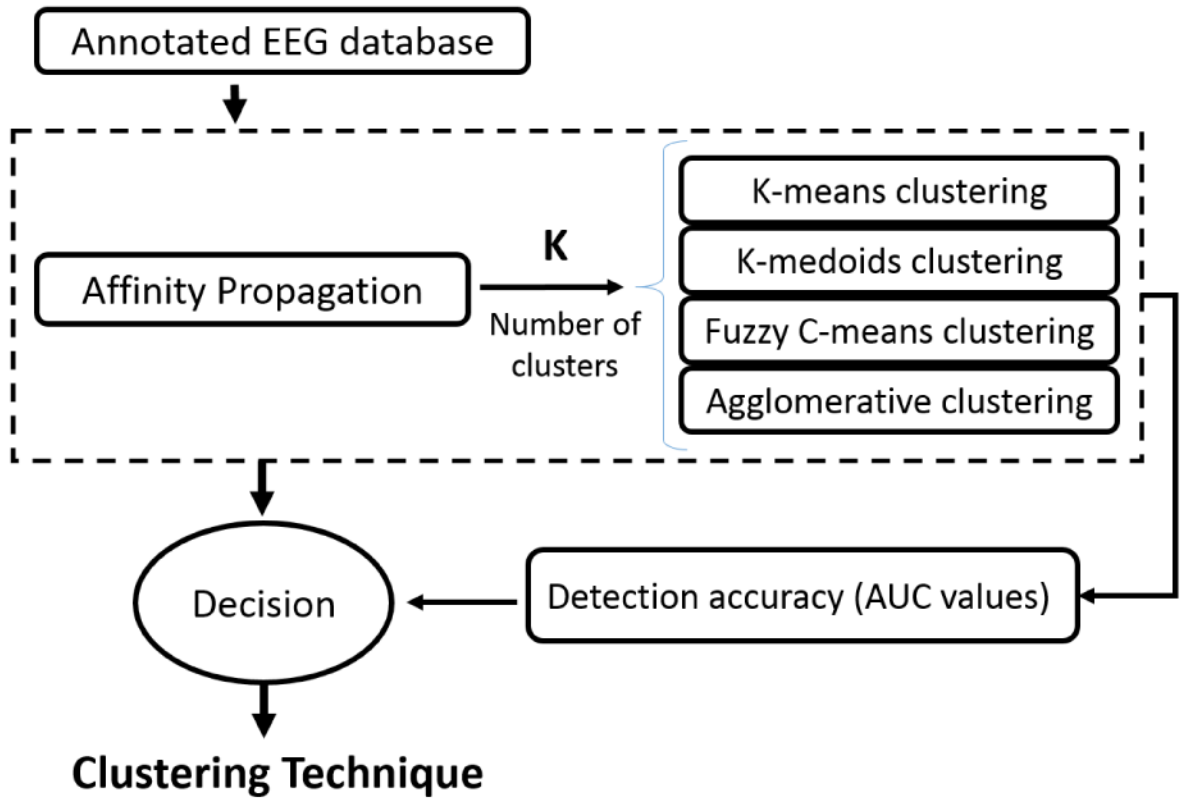 Annotated EEG database
K-means clustering
K-medoids clustering
Fuzzy C-means clustering
Agglomerative clustering
Affinity Propagation
K
Number of
clusters
Decision
Detection accuracy (AUC values)
Clustering Technique